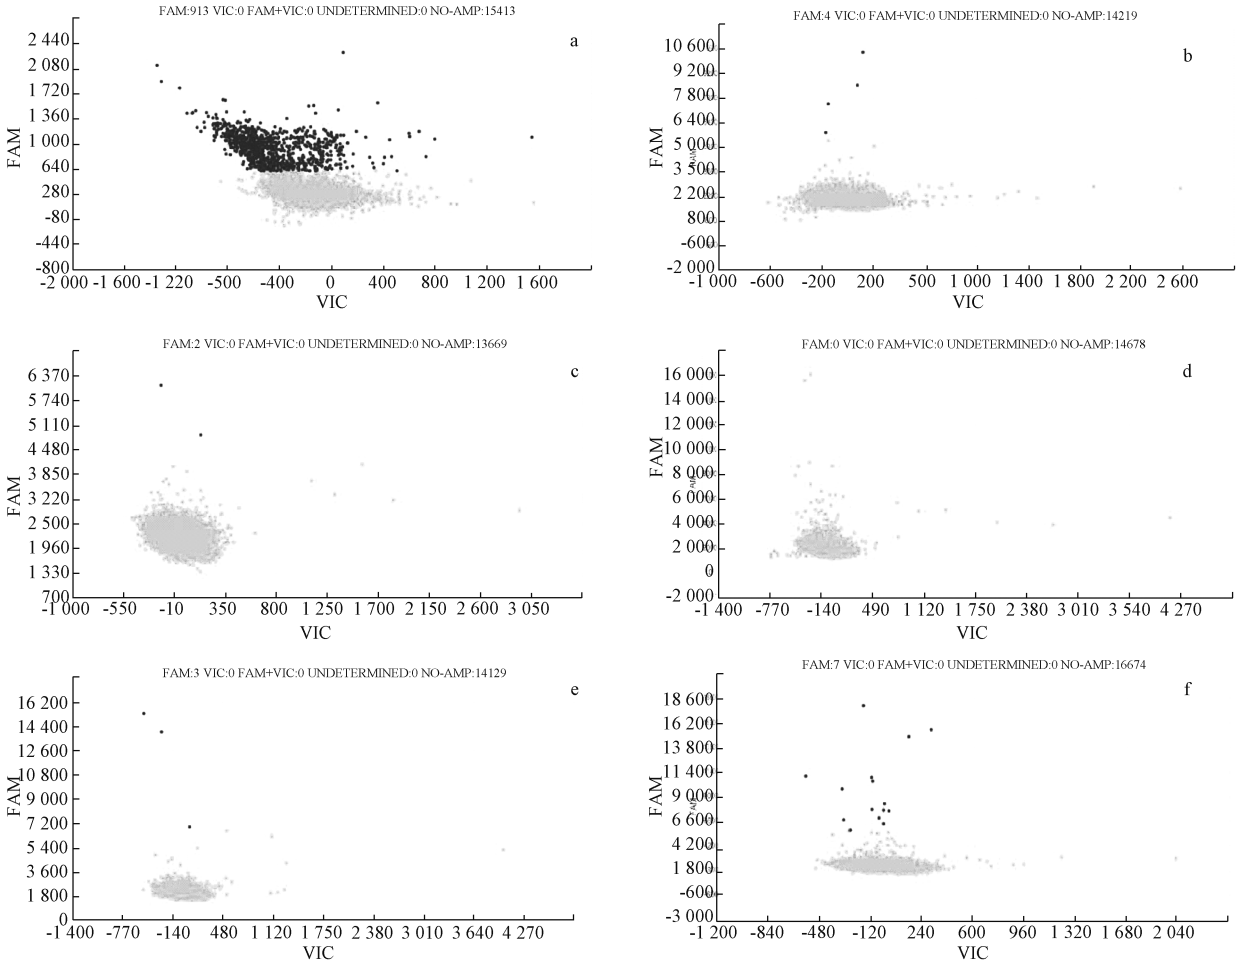 FAM:913 VIC:0 FAM+VIC:0 UNDETERMINED:0 NO-AMP:15413
a
FAM
2 440
2 080
1 720
1 360
1 000
640
280
-80
-440
-800
-2 000 -1 600 -1 220 -500 -400 0 400 800 1 200 1 600
VIC
FAM:4 VIC:0 FAM+VIC:0 UNDETERMINED:0 NO-AMP:14219
b
FAM
10 600
9 200
7 800
6 400
5 000
3 500
2 200
800
-600
-2 000
-1 000 -600 -200 200 500 1 000 1 400 1 800 2 200 2 600
VIC
FAM:2 VIC:0 FAM+VIC:0 UNDETERMINED:0 NO-AMP:13669
c
FAM
6 370
5 740
5 110
4 480
3 850
3 220
2 500
1 960
1 330
700
-1 000 -550 -10 350 800 1 250 1 700 2 150 2 600 3 050
VIC
FAM:0 VIC:0 FAM+VIC:0 UNDETERMINED:0 NO-AMP:14678
d
FAM
16 000
14 000
12 000
10 000
8 000
6 000
4 000
2 000
0
-2 000
-1 400 -770 -140 490 1 120 1 750 2 380 3 010 3 540 4 270
VIC
FAM:3 VIC:0 FAM+VIC:0 UNDETERMINED:0 NO-AMP:14129
e
FAM
16 200
14 400
12 600
10 800
9 000
7 200
5 400
3 600
1 800
0
-1 400 -770 -140 480 1 120 1 750 2 380 3 010 3 640 4 270
VIC
FAM:7 VIC:0 FAM+VIC:0 UNDETERMINED:0 NO-AMP:16674
f
FAM
18 600
16 200
13 800
11 400
9 000
6 600
4 200
1 800
-600
-3 000
-1 200 -840 -480 -120 240 600 960 1 320 1 680 2 040
VIC